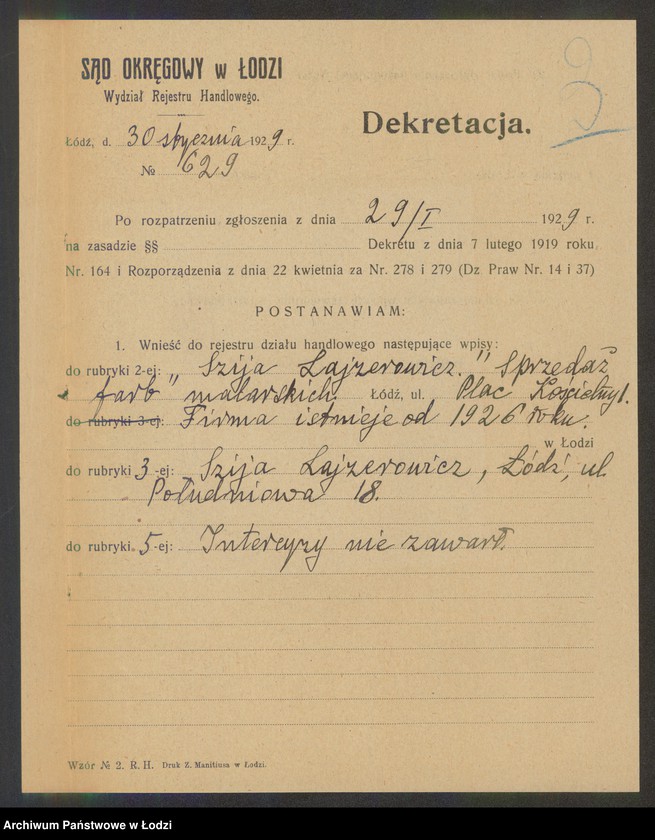 SĄD OKRĘGOWY w ŁODZI
Wydział Rejestru Handlowego.
Dekretacja.
Łódź, d. 30 stycznia 1929 r.
№ 629
Po rozpatrzeniu zgłoszenia z dnia 29/I 1929 r.
na zasadzie §§ Dekretu z dnia 7 lutego 1919 roku
Nr. 164 i Rozporządzenia z dnia 22 kwietnia za Nr. 278 i 279 (Dz Praw Nr. 14 i 37)
POSTANAWIAM:
1. Wnieść do rejestru działu handlowego następujące wpisy:
do rubryki 2-ej: „Szija Lajzerowicz." Sprzedaż
farb" malarskich. Łódź, ul. Plac Kościelny 1.
do rubryki 3-ej: Firma istnieje od 1926 roku.
w Łodzi
do rubryki 3-ej: Szija Lajzerowicz, Łódź, ul.
Południowa 18.
do rubryki 5-ej: Intercyzy nie zawarł.
Wzór № 2. R. H. Druk Z. Manitiusa w Łodzi.
Archiwum Państwowe w Łodzi